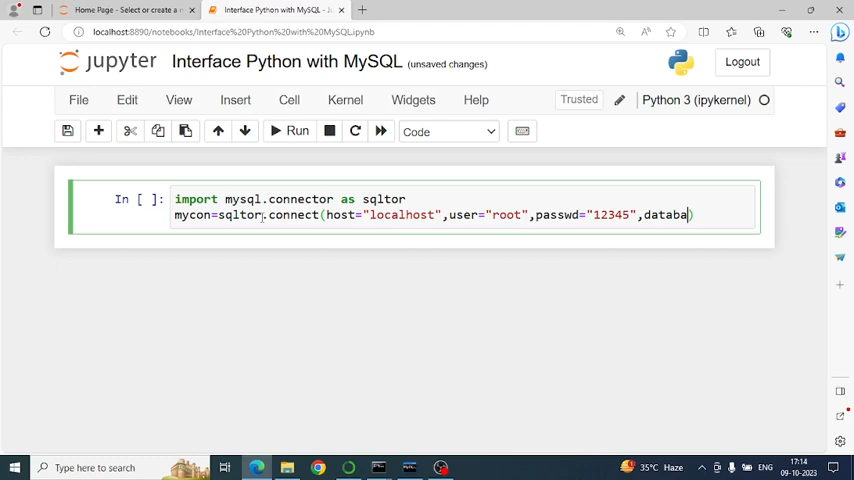 Home Page - Select or create a n
Interface Python with MySQL - Ju
localhost:8890/notebooks/Interface%20Python%20with%20MySQL.ipynb
jupyter Interface Python with MySQL (unsaved changes)
Logout
File Edit View Insert Cell Kernel Widgets Help
Trusted
Python 3 (ipykernel)
Run
Code
In [ ]: import mysql.connector as sqltor
mycon=sqltor.connect(host="localhost",user="root",passwd="12345",databa)
Type here to search
35°C Haze
ENG
17:14
09-10-2023